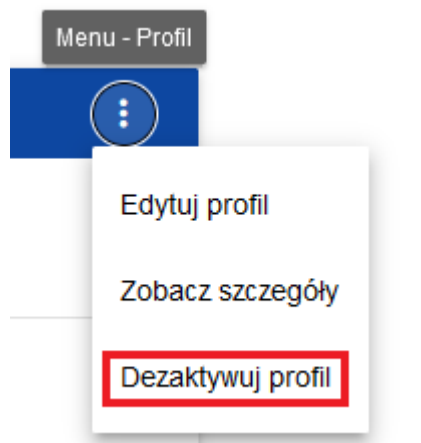 Menu - Profil
Edytuj profil
Zobacz szczegóły
Dezaktywuj profil